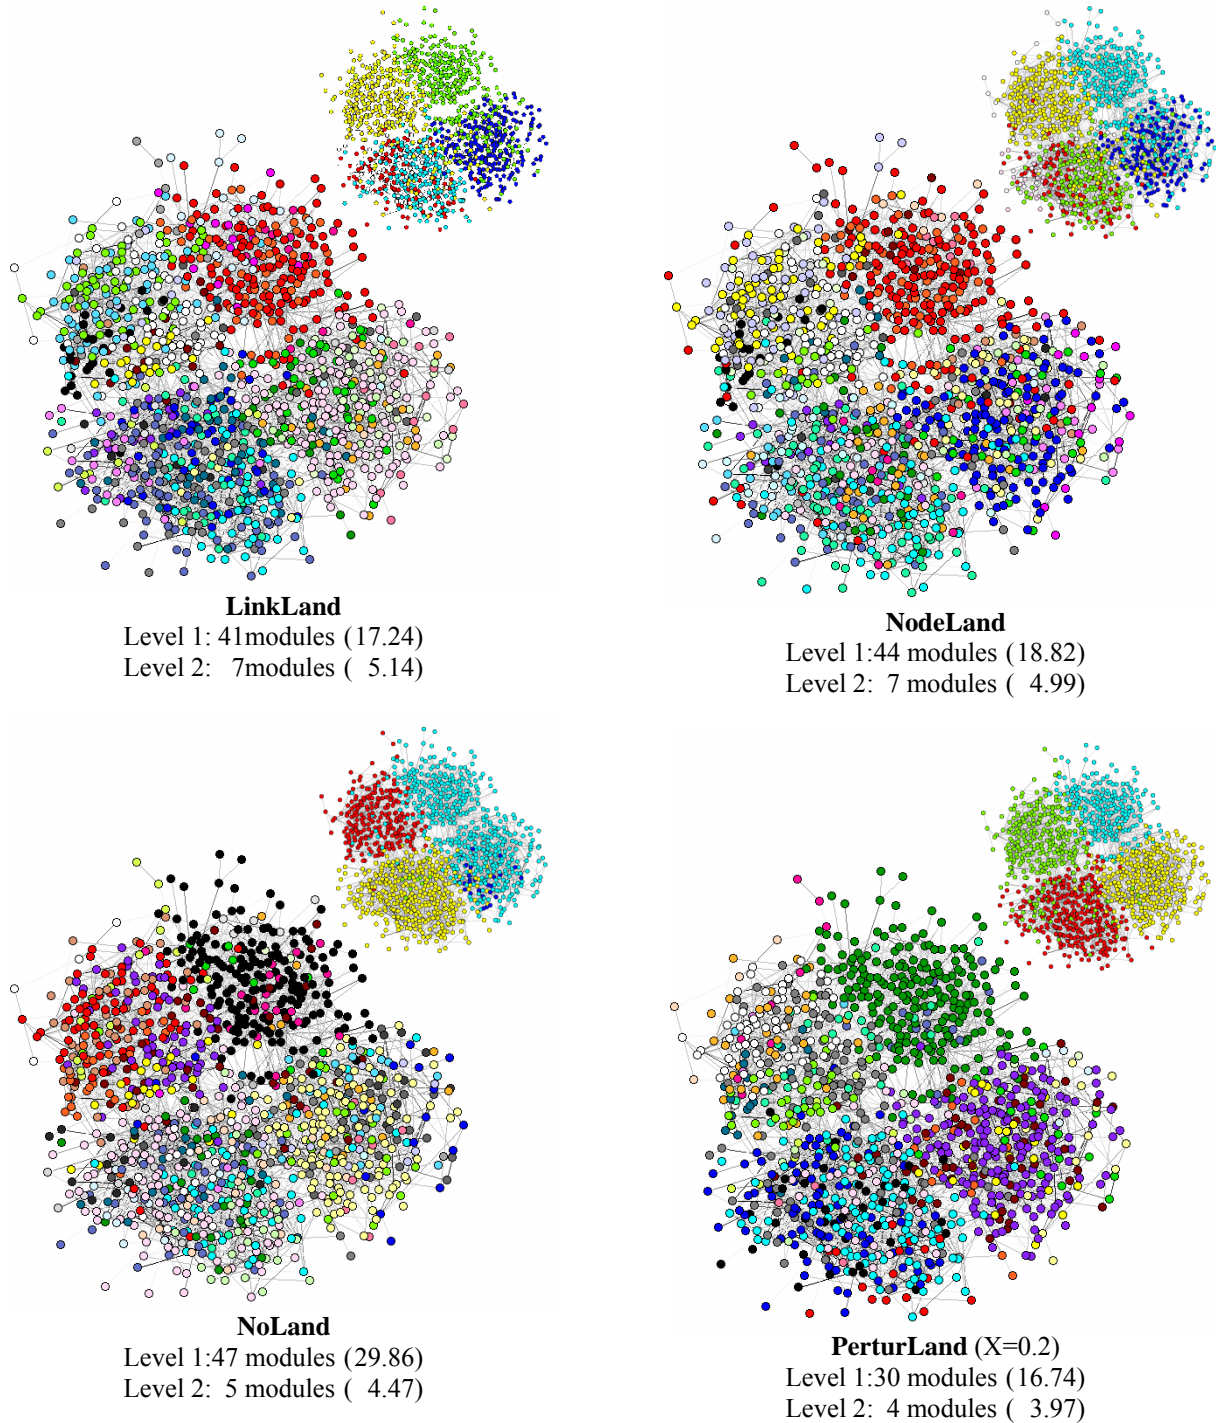 LinkLand
Level 1: 41modules (17.24)
Level 2:  7modules (  5.14)
NodeLand
Level 1:44 modules (18.82)
Level 2:  7 modules (  4.99)
NoLand
Level 1:47 modules (29.86)
Level 2:  5 modules (  4.47)
PerturLand (X=0.2)
Level 1:30 modules (16.74)
Level 2:  4 modules (  3.97)